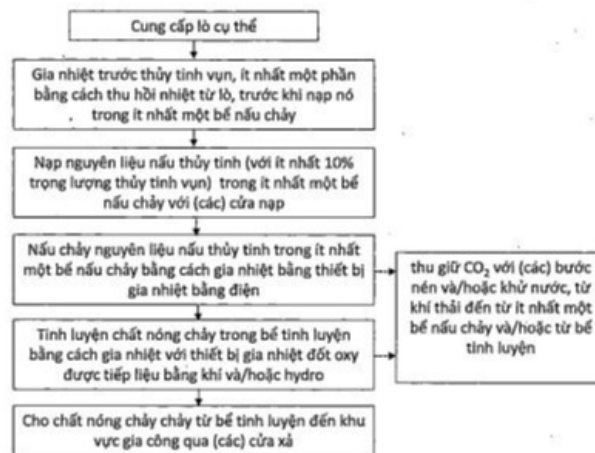 Cung cấp lò cụ thể
Gia nhiệt trước thủy tinh vụn, ít nhất một phần
bằng cách thu hồi nhiệt từ lò, trước khi nạp nó
trong ít nhất một bể nấu chảy
Nạp nguyên liệu nấu thủy tinh (với ít nhất 10%
trọng lượng thủy tinh vụn) trong ít nhất một bể
nấu chảy với (các) cửa nạp
Nấu chảy nguyên liệu nấu thủy tinh trong ít nhất
một bể nấu chảy bằng cách gia nhiệt bằng thiết bị
gia nhiệt bằng điện
thu giữ CO₂ với (các) bước
nén và/hoặc khử nước, từ
khí thải đến từ ít nhất một
bể nấu chảy và/hoặc từ bể
tinh luyện
Tinh luyện chất nóng chảy trong bể tinh luyện
bằng cách gia nhiệt với thiết bị gia nhiệt đốt oxy
được tiếp liệu bằng khí và/hoặc hydro
Cho chất nóng chảy chảy từ bể tinh luyện đến khu
vực gia công qua (các) cửa xả